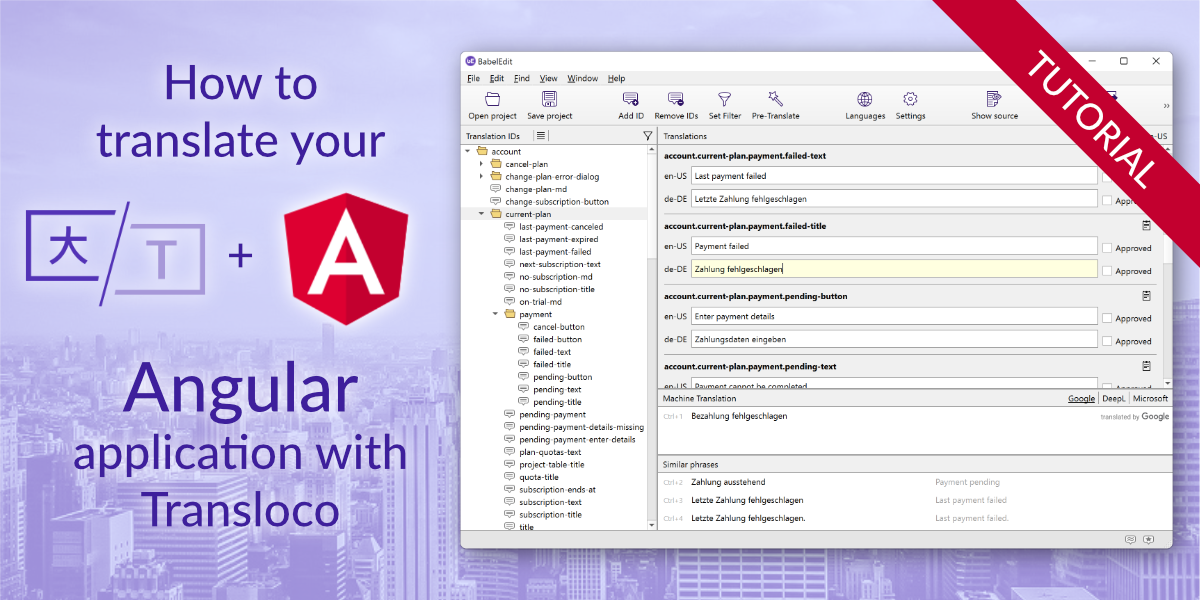 How to
translate your
大 T + A
Angular
application with
Transloco
TUTORIAL
BabelEdit
File Edit Find View Window Help
Open project Save project Add ID Remove IDs Set Filter Pre-Translate Languages Settings Show source »
Translation IDs
account
cancel-plan
change-plan-error-dialog
change-plan-md
change-subscription-button
current-plan
last-payment-canceled
last-payment-expired
last-payment-failed
next-subscription-text
no-subscription-md
no-subscription-title
on-trial-md
payment
cancel-button
failed-button
failed-text
failed-title
pending-button
pending-text
pending-title
pending-payment
pending-payment-details-missing
pending-payment-enter-details
plan-quotas-text
project-table-title
quota-title
subscription-ends-at
subscription-text
subscription-title
title
Translations
-US
account.current-plan.payment.failed-text
en-US Last payment failed
de-DE Letzte Zahlung fehlgeschlagen
account.current-plan.payment.failed-title
en-US Payment failed Approved
de-DE Zahlung fehlgeschlagen Approved
account.current-plan.payment.pending-button
en-US Enter payment details Approved
de-DE Zahlungsdaten eingeben Approved
account.current-plan.payment.pending-text
en-US Payment cannot be completed Approved
Machine Translation Google DeepL Microsoft
Ctrl+1 Bezahlung fehlgeschlagen translated by Google
Similar phrases
Ctrl+2 Zahlung ausstehend Payment pending
Ctrl+3 Letzte Zahlung fehlgeschlagen Last payment failed
Ctrl+4 Letzte Zahlung fehlgeschlagen. Last payment failed.